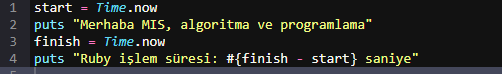 1 start = Time.now
2 puts "Merhaba MIS, algoritma ve programlama"
3 finish = Time.now
4 puts "Ruby işlem süresi: #{finish - start} saniye"